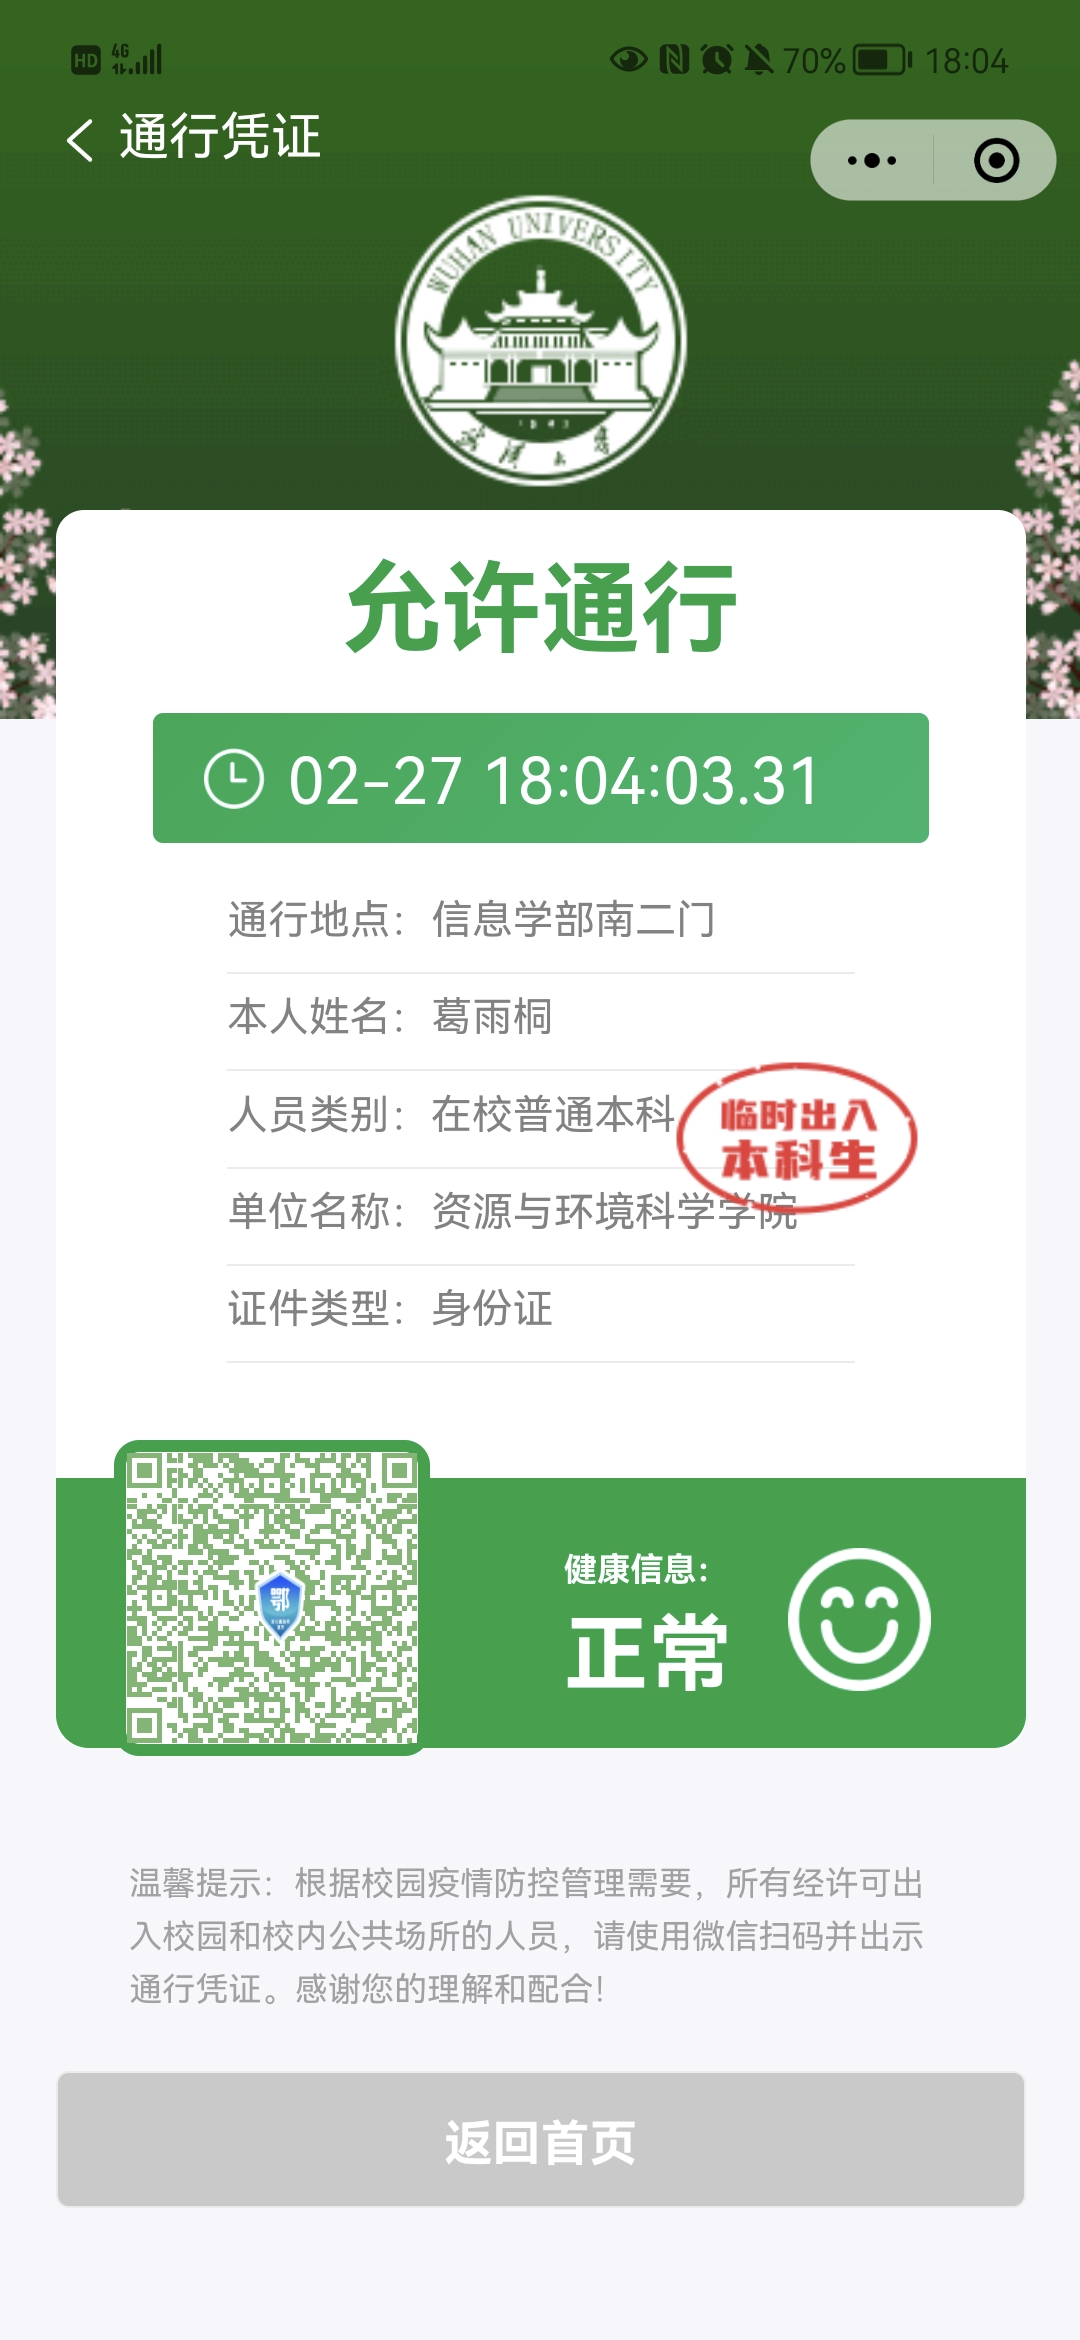 HD 4G 70% 18:04
通行凭证
WUHAN UNIVERSITY
1893
武汉大学
允许通行
02-27 18:04:03.31
通行地点：信息学部南二门
本人姓名：葛雨桐
人员类别：在校普通本科
临时出入
本科生
单位名称：资源与环境科学学院
证件类型：身份证
鄂
健康信息：
正常
温馨提示：根据校园疫情防控管理需要，所有经许可出
入校园和校内公共场所的人员，请使用微信扫码并出示
通行凭证。感谢您的理解和配合！
返回首页